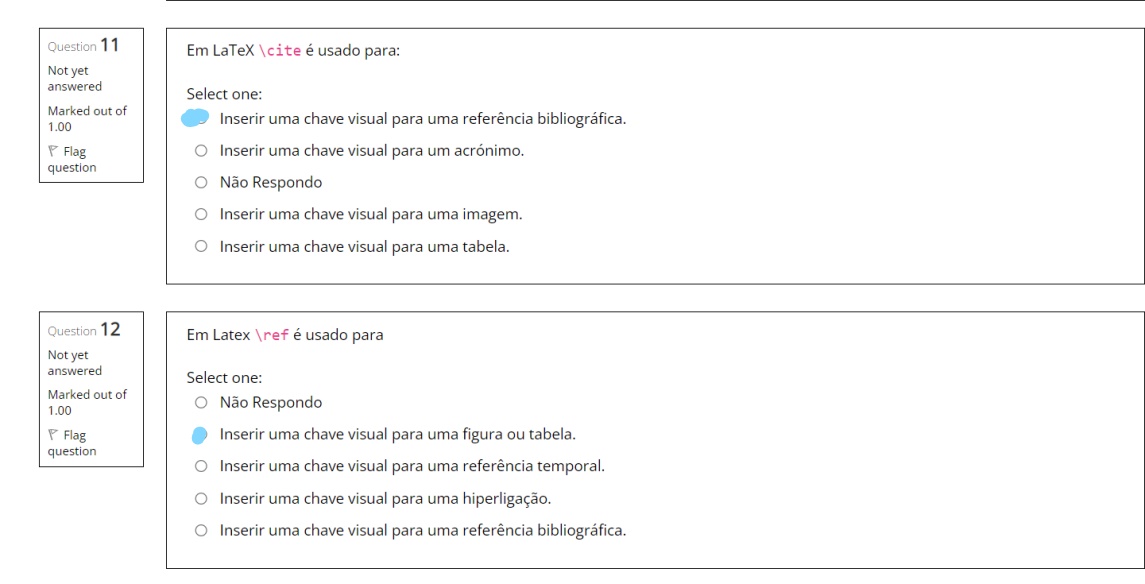 Question 11
Not yet
answered
Marked out of
1.00
Flag
question
Em LaTeX \cite é usado para:
Select one:
Inserir uma chave visual para uma referência bibliográfica.
Inserir uma chave visual para um acrónimo.
Não Respondo
Inserir uma chave visual para uma imagem.
Inserir uma chave visual para uma tabela.
Question 12
Not yet
answered
Marked out of
1.00
Flag
question
Em Latex \ref é usado para
Select one:
Não Respondo
Inserir uma chave visual para uma figura ou tabela.
Inserir uma chave visual para uma referência temporal.
Inserir uma chave visual para uma hiperligação.
Inserir uma chave visual para uma referência bibliográfica.